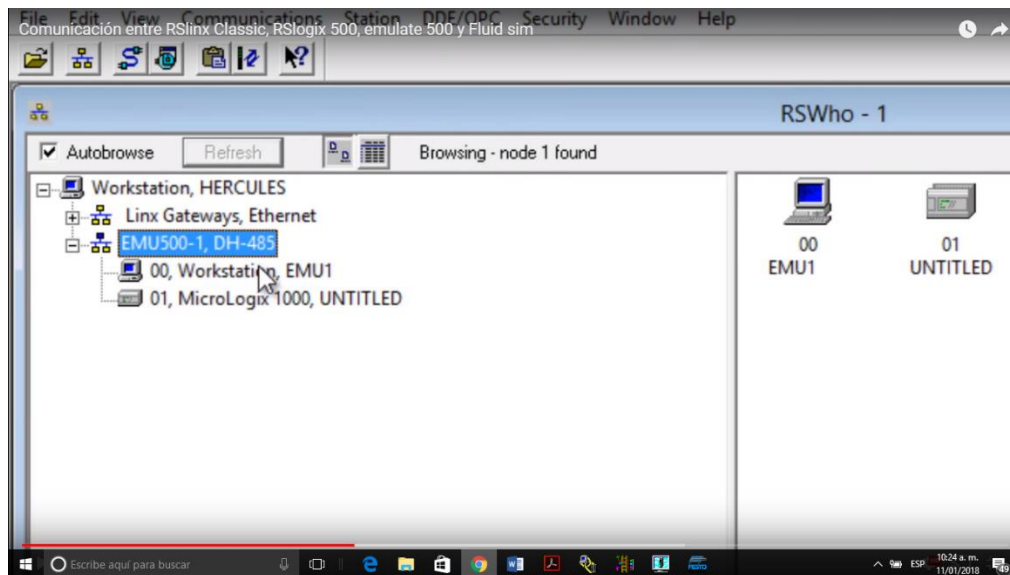 File Edit View Communications Station DDE/OPC Security Window Help
Comunicación entre RSlinx Classic, RSlogix 500, emulate 500 y Fluid sim
RSWho - 1
Autobrowse Refresh Browsing - node 1 found
Workstation, HERCULES
Linx Gateways, Ethernet
EMU500-1, DH-485
00, Workstation, EMU1
01, MicroLogix 1000, UNTITLED
00
EMU1
01
UNTITLED
Escribe aquí para buscar
ESP
10:24 a. m.
11/01/2018
49